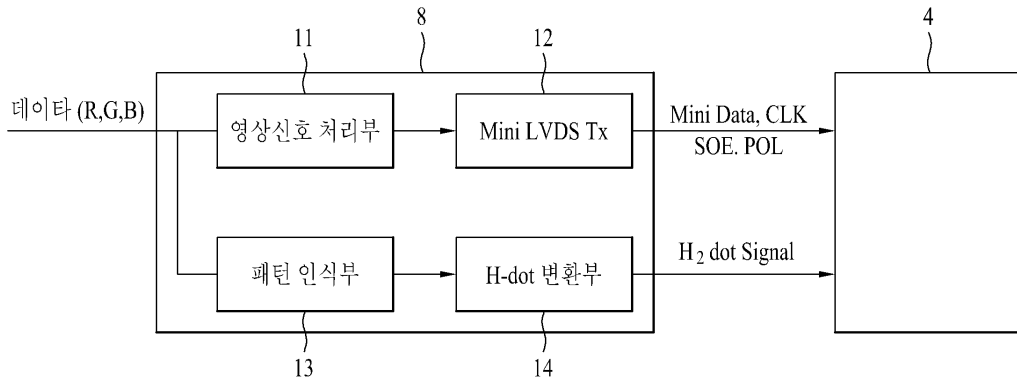 8
4
11
12
데이타 (R,G,B)
영상신호 처리부
Mini LVDS Tx
Mini Data, CLK
SOE. POL
패턴 인식부
H-dot 변환부
H2 dot Signal
13
14